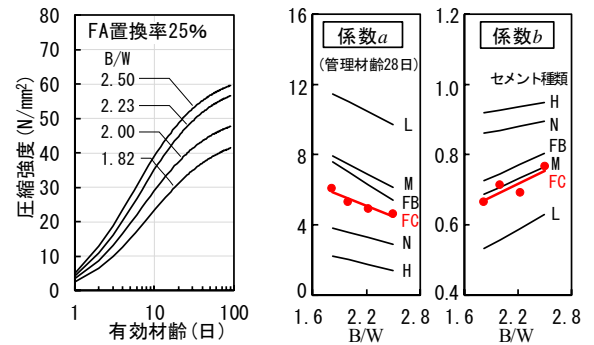 FA置換率25%
B/W
2.50
2.23
2.00
1.82
圧縮強度(N/mm²)
80
70
60
50
40
30
20
10
0
1
10
100
有効材齢(日)
係数a
(管理材齢28日)
16
12
8
4
0
L
M
FB
FC
N
H
1.6
2.2
2.8
B/W
係数b
セメント種類
1.2
1.0
0.8
0.6
0.4
H
N
FB
M
FC
L
1.6
2.2
2.8
B/W